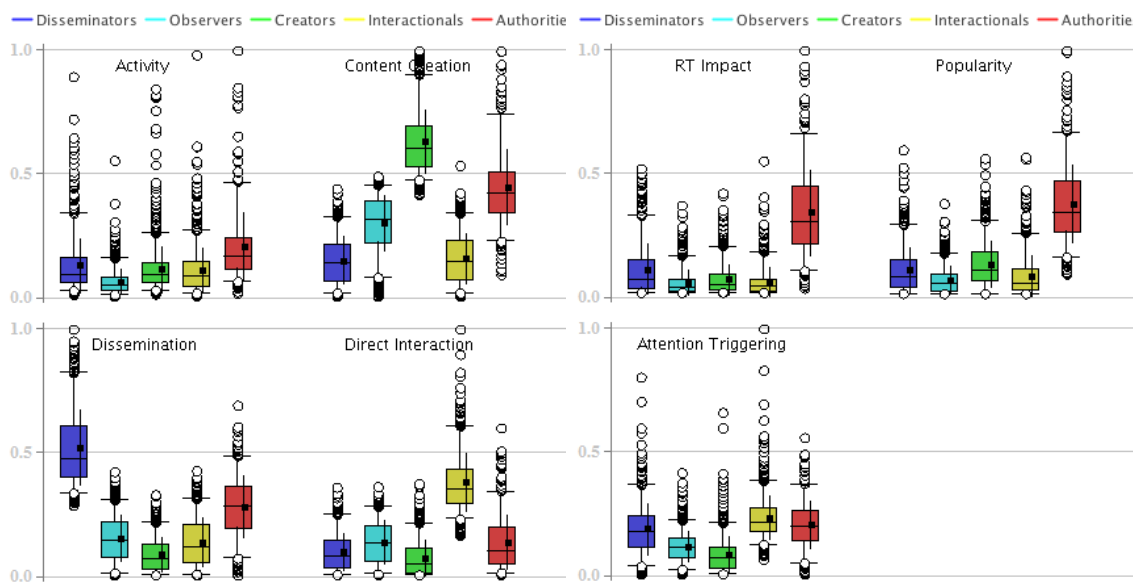 Disseminators Observers Creators Interactionals Authoritie Disseminators Observers Creators Interactionals Authoritie
1.0 Activity Content Creation 1.0 RT Impact Popularity
0.5 0.5
0.0 0.0
1.0 Dissemination Direct Interaction 1.0 Attention Triggering
0.5 0.5
0.0 0.0